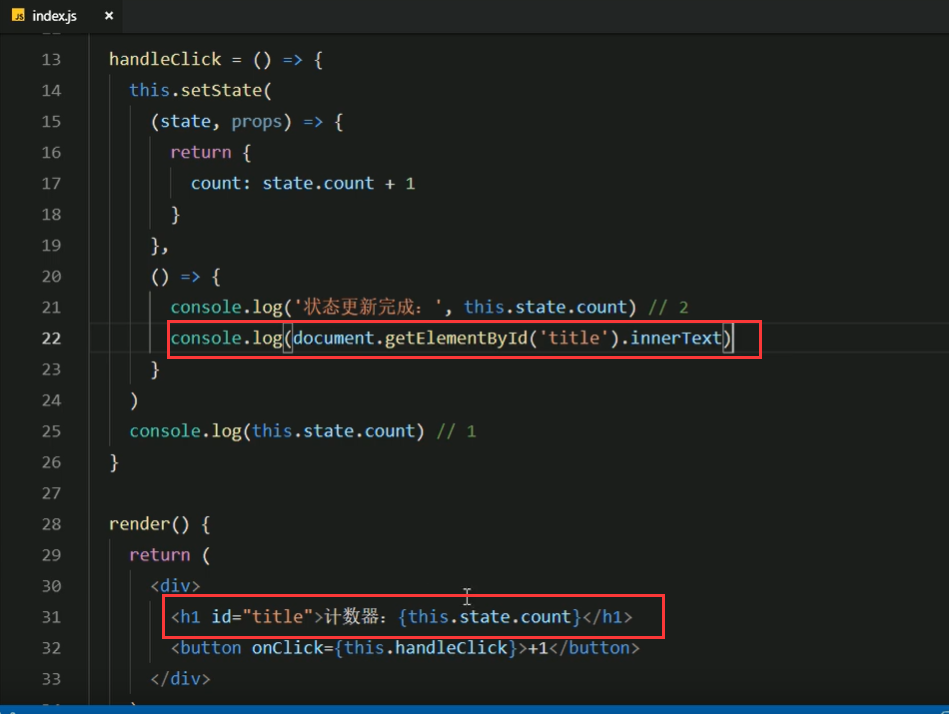 JS index.js ×
13 handleClick = () => {
14 this.setState(
15 (state, props) => {
16 return {
17 count: state.count + 1
18 }
19 },
20 () => {
21 console.log('状态更新完成：', this.state.count) // 2
22 console.log(document.getElementById('title').innerText)
23 }
24 )
25 console.log(this.state.count) // 1
26 }
27
28 render() {
29 return (
30 <div>
31 <h1 id="title">计数器：{this.state.count}</h1>
32 <button onClick={this.handleClick}>+1</button>
33 </div>